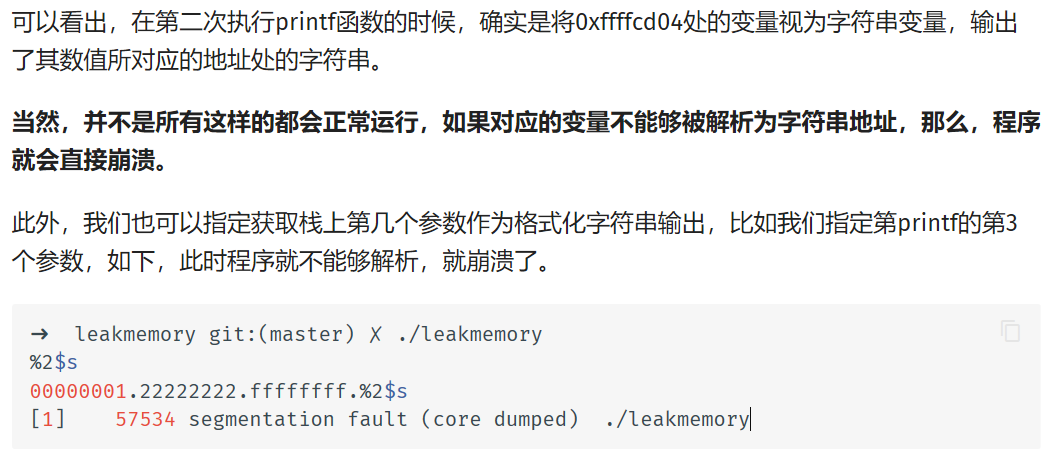 可以看出，在第二次执行printf函数的时候，确实是将0xffffcd04处的变量视为字符串变量，输出
了其数值所对应的地址处的字符串。
当然，并不是所有这样的都会正常运行，如果对应的变量不能够被解析为字符串地址，那么，程序
就会直接崩溃。
此外，我们也可以指定获取栈上第几个参数作为格式化字符串输出，比如我们指定第printf的第3
个参数，如下，此时程序就不能够解析，就崩溃了。
➜  leakmemory git:(master) ✗ ./leakmemory
%2$s
00000001.22222222.ffffffff.%2$s
[1]    57534 segmentation fault (core dumped)  ./leakmemory